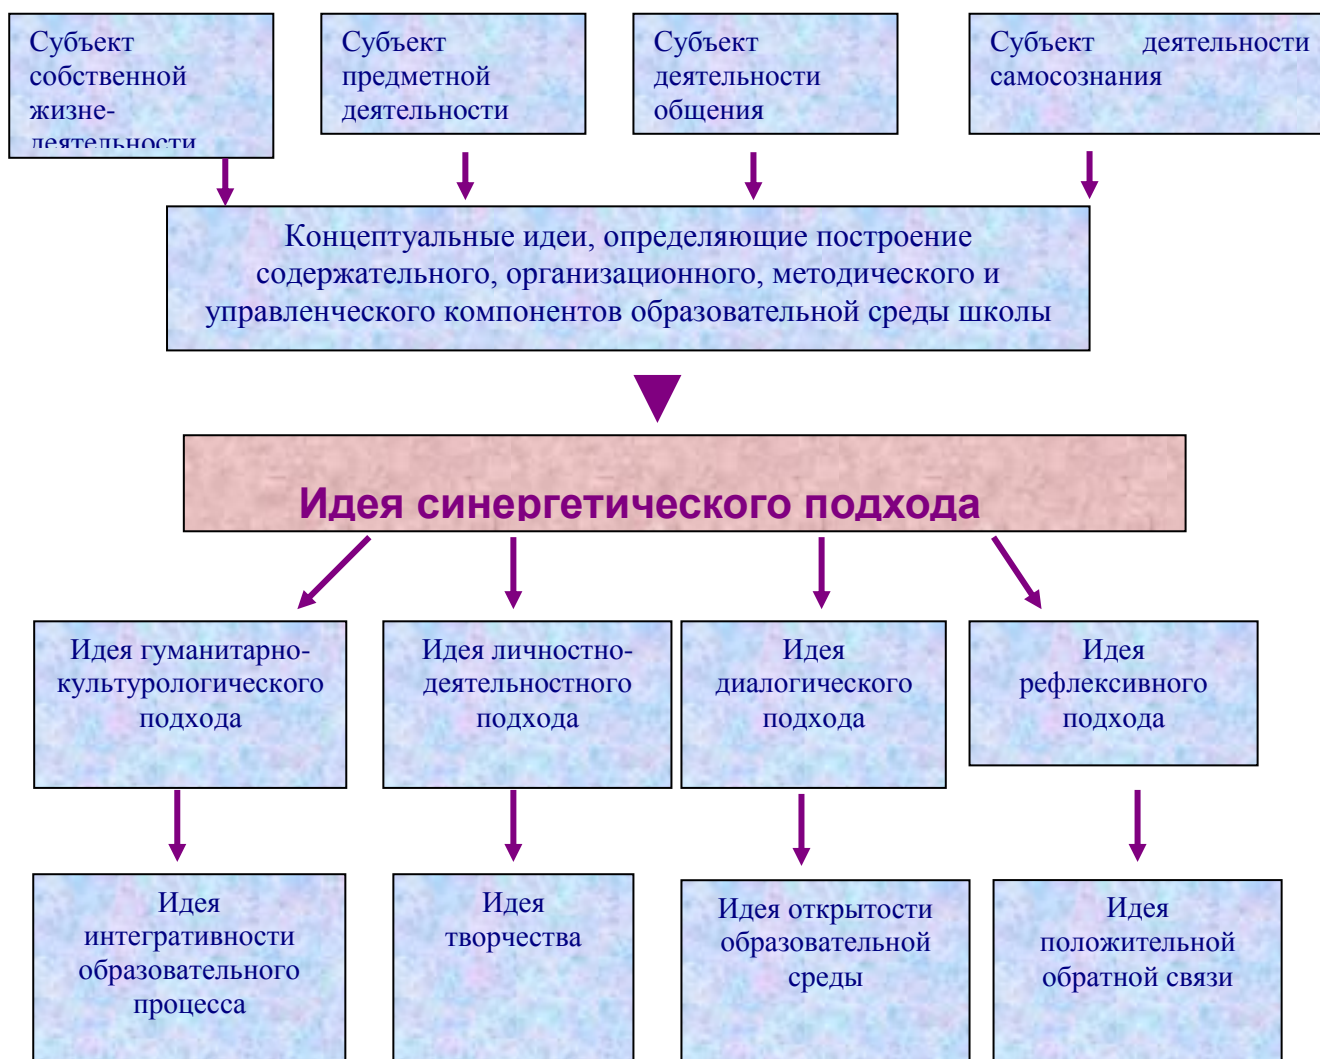 Субъект
собственной
жизне-
деятельности
Субъект
предметной
деятельности
Субъект
деятельности
общения
Субъект деятельности
самосознания
Концептуальные идеи, определяющие построение
содержательного, организационного, методического и
управленческого компонентов образовательной среды школы
Идея синергетического подхода
Идея гуманитарно-
культурологического
подхода
Идея личностно-
деятельностного
подхода
Идея
диалогического
подхода
Идея
рефлексивного
подхода
Идея
интегративности
образовательного
процесса
Идея
творчества
Идея открытости
образовательной
среды
Идея
положительной
обратной связи